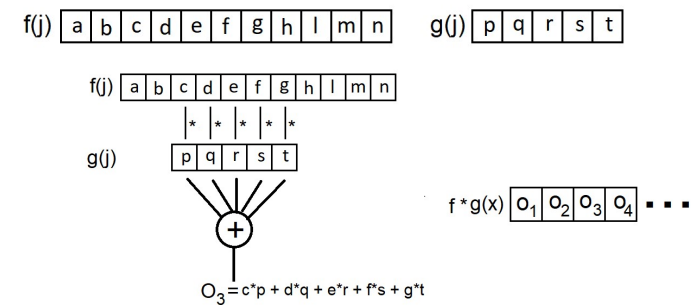 f(j) a b c d e f g h l m n g(j) p q r s t
f(j) a b c d e f g h l m n
* * * * *
g(j) p q r s t
f*g(x) O₁ O₂ O₃ O₄ ...
+
O₃=c*p + d*q + e*r + f*s + g*t